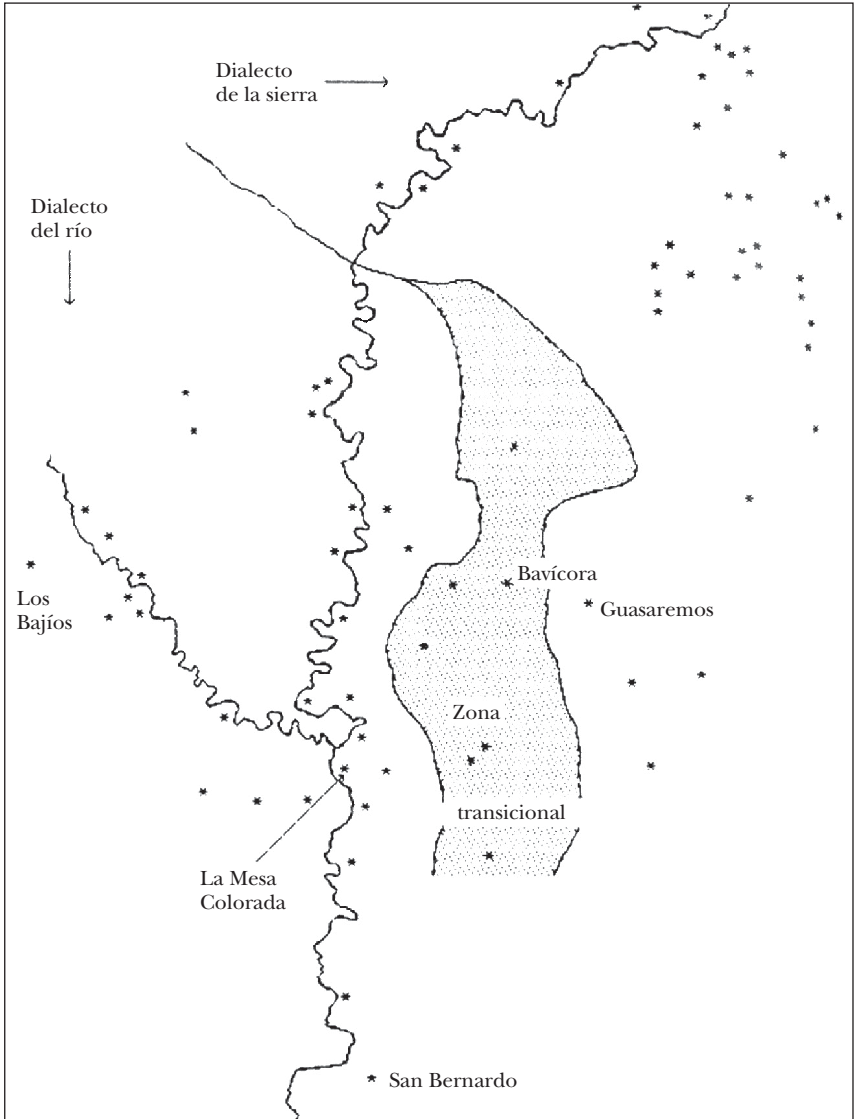 Dialecto
de la sierra
Dialecto
del río
Bavícora
Guasaremos
Los
Bajíos
Zona
transicional
La Mesa
Colorada
San Bernardo